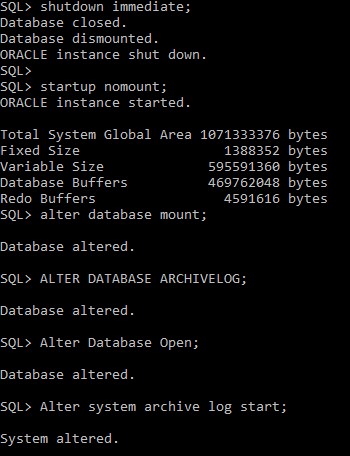 SQL> shutdown immediate;
Database closed.
Database dismounted.
ORACLE instance shut down.
SQL>
SQL> startup nomount;
ORACLE instance started.
Total System Global Area 1071333376 bytes
Fixed Size                  1388352 bytes
Variable Size             595591360 bytes
Database Buffers          469762048 bytes
Redo Buffers                4591616 bytes
SQL> alter database mount;
Database altered.
SQL> ALTER DATABASE ARCHIVELOG;
Database altered.
SQL> Alter Database Open;
Database altered.
SQL> Alter system archive log start;
System altered.